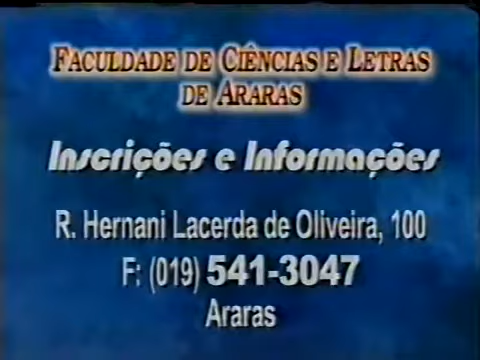 FACULDADE DE CIÊNCIAS E LETRAS
DE ARARAS
Inscrições e Informações
R. Hernani Lacerda de Oliveira, 100
F: (019) 541-3047
Araras